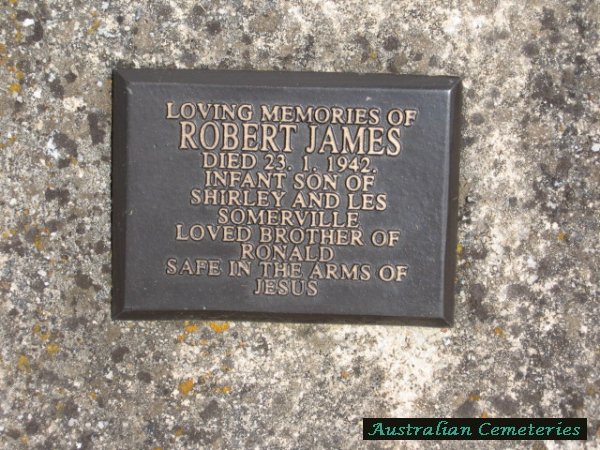 LOVING MEMORIES OF
ROBERT JAMES
DIED 23. 1. 1942.
INFANT SON OF
SHIRLEY AND LES
SOMERVILLE
LOVED BROTHER OF
RONALD
SAFE IN THE ARMS OF
JESUS
Australian Cemeteries